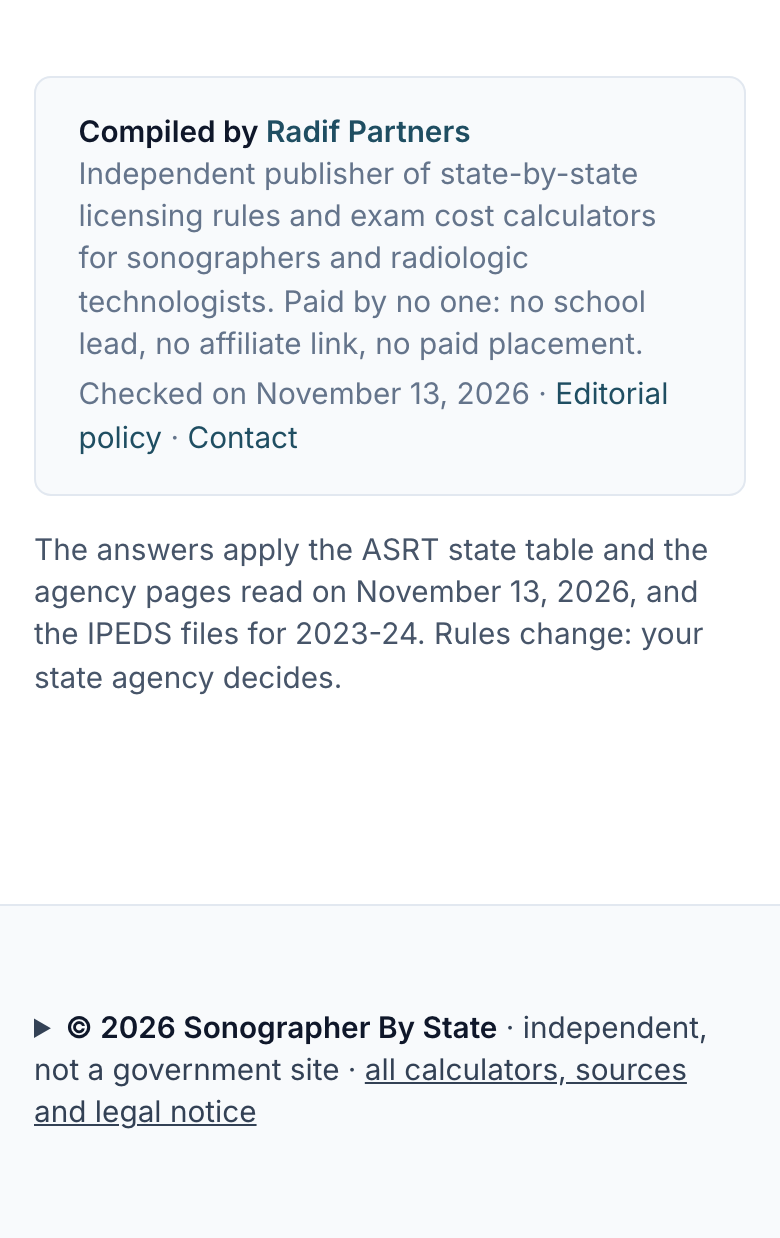 Compiled by Radif Partners
Independent publisher of state-by-state
licensing rules and exam cost calculators
for sonographers and radiologic
technologists. Paid by no one: no school
lead, no affiliate link, no paid placement.
Checked on November 13, 2026 · Editorial
policy · Contact
The answers apply the ASRT state table and the
agency pages read on November 13, 2026, and
the IPEDS files for 2023-24. Rules change: your
state agency decides.
© 2026 Sonographer By State · independent,
not a government site · all calculators, sources
and legal notice